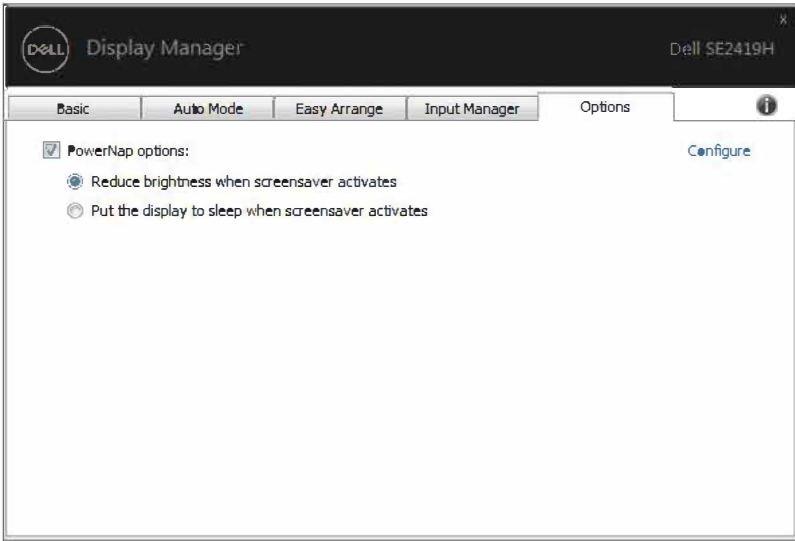 X
DELL Display Manager Dell SE2419H
Basic Auto Mode Easy Arrange Input Manager Options i
PowerNap options: Configure
Reduce brightness when screensaver activates
Put the display to sleep when screensaver activates